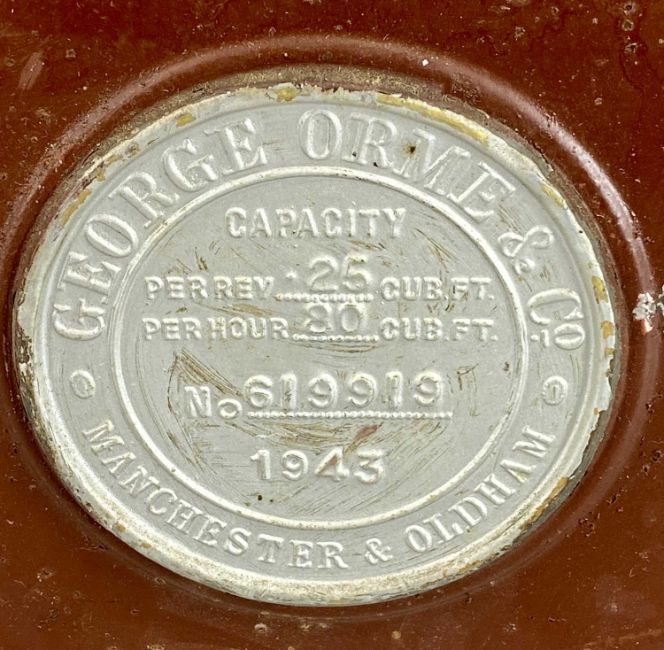 GEORGE ORME & CO.
CAPACITY
PER REV. .25 CUB. FT.
PER HOUR 80 CUB. FT.
No 619919
1943
MANCHESTER & OLDHAM